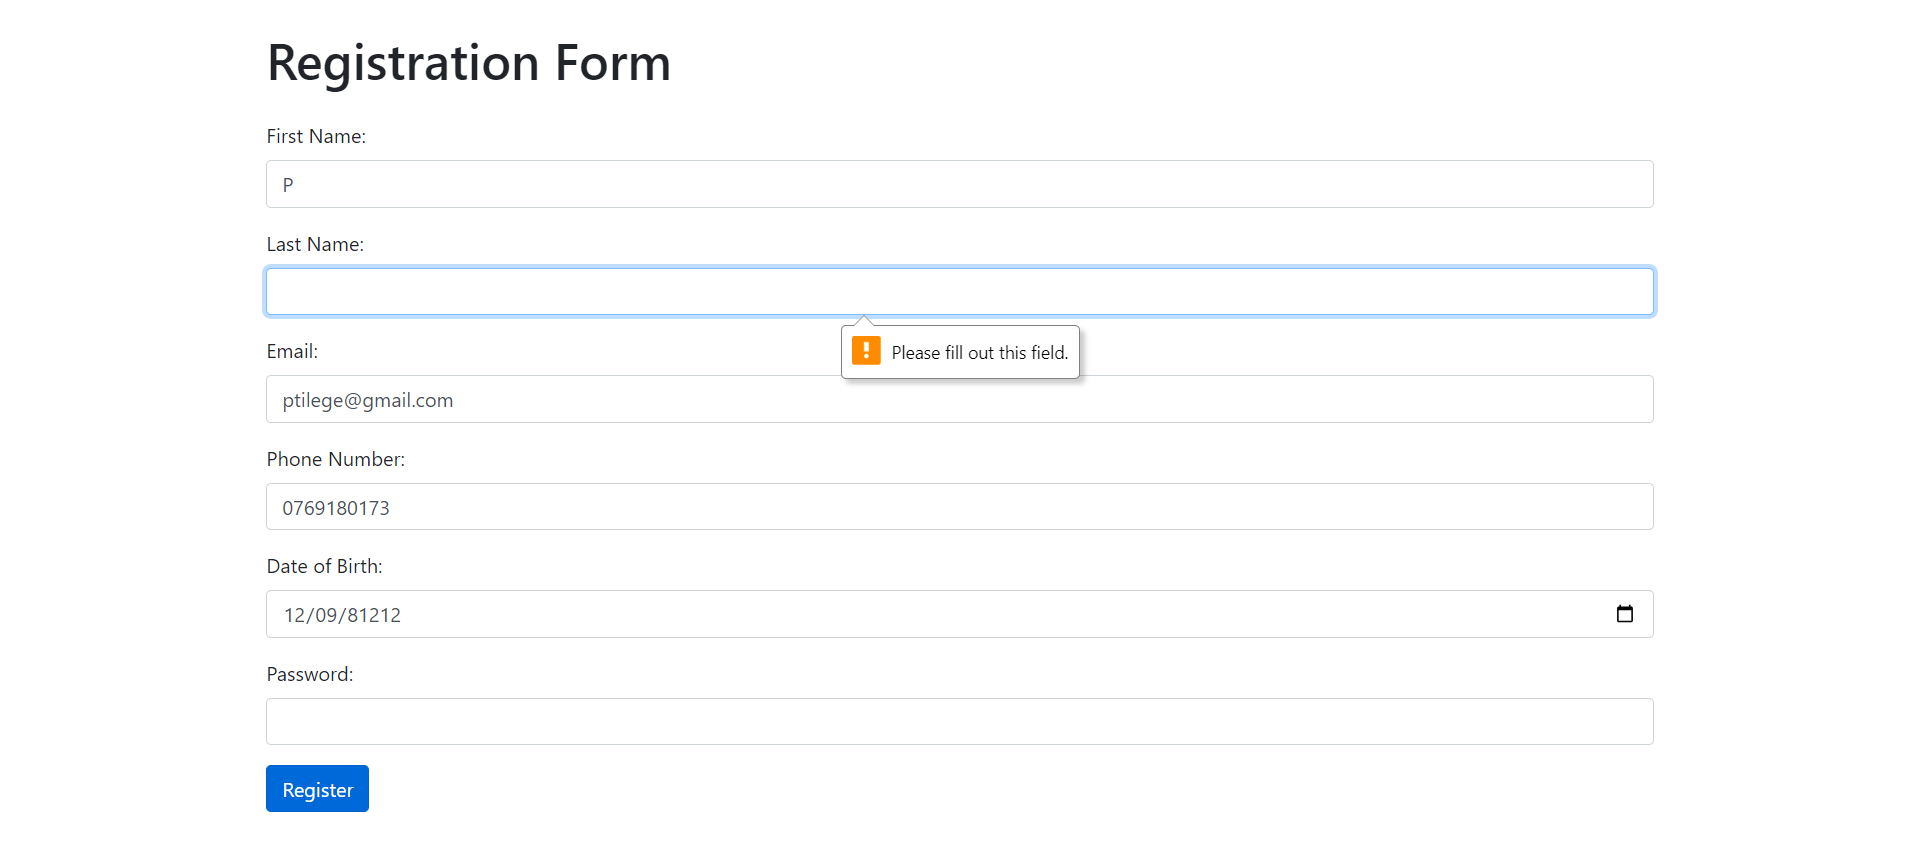 Registration Form
First Name:
P
Last Name:
Please fill out this field.
Email:
ptilege@gmail.com
Phone Number:
0769180173
Date of Birth:
12/09/81212
Password:
Register